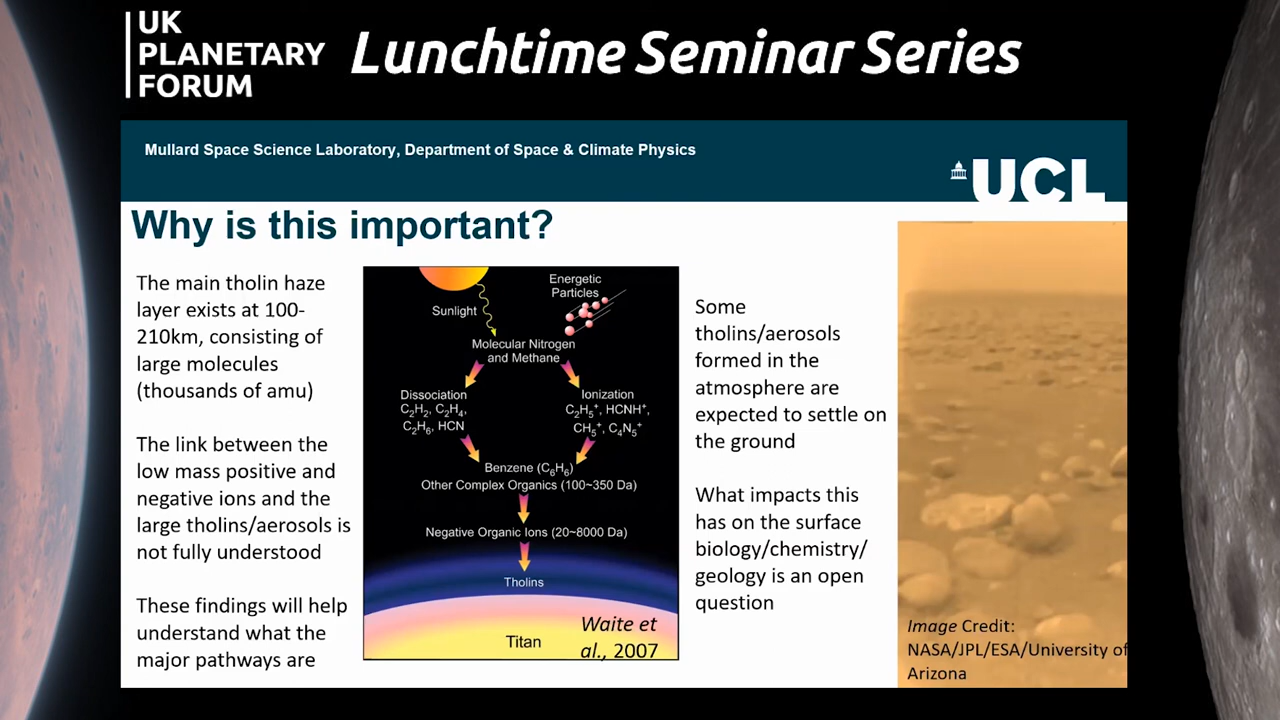 UK
PLANETARY
FORUM
Lunchtime Seminar Series
Mullard Space Science Laboratory, Department of Space & Climate Physics
UCL
Why is this important?
The main tholin haze
layer exists at 100-
210km, consisting of
large molecules
(thousands of amu)
The link between the
low mass positive and
negative ions and the
large tholins/aerosols is
not fully understood
These findings will help
understand what the
major pathways are
Energetic
Particles
Sunlight
Molecular Nitrogen
and Methane
Dissociation
C₂H₂, C₂H₄,
C₂H₆, HCN
Ionization
C₂H₅⁺, HCNH⁺,
CH₅⁺, C₄N₅⁺
Benzene (C₆H₆)
Other Complex Organics (100~350 Da)
Negative Organic Ions (20~8000 Da)
Tholins
Titan
Waite et
al., 2007
Some
tholins/aerosols
formed in the
atmosphere are
expected to settle on
the ground
What impacts this
has on the surface
biology/chemistry/
geology is an open
question
Image Credit:
NASA/JPL/ESA/University of
Arizona